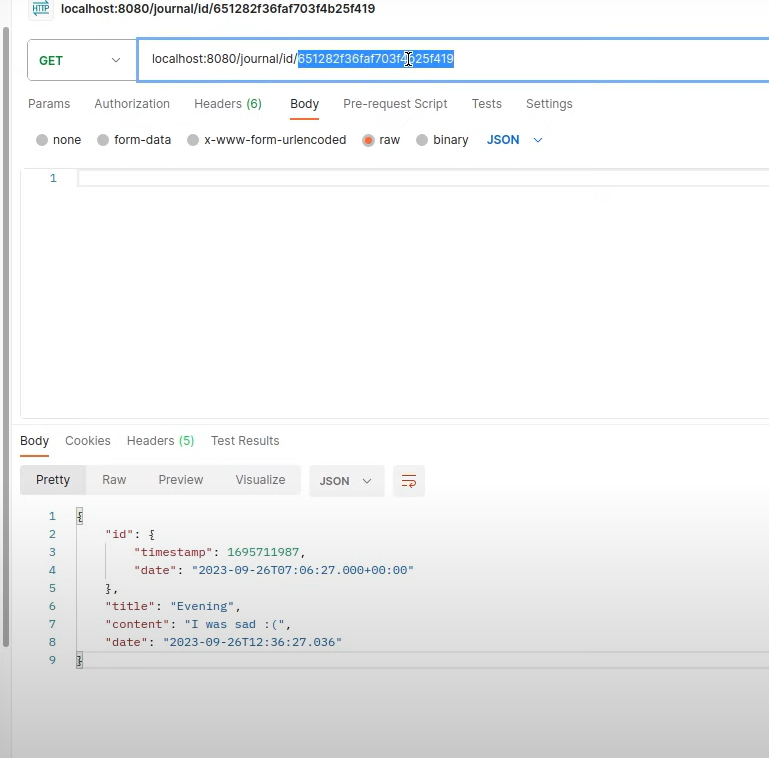 HTTP localhost:8080/journal/id/651282f36faf703f4b25f419
GET localhost:8080/journal/id/651282f36faf703f4b25f419
Params Authorization Headers (6) Body Pre-request Script Tests Settings
none form-data x-www-form-urlencoded raw binary JSON
1
Body Cookies Headers (5) Test Results
Pretty Raw Preview Visualize JSON
1 {
2 "id": {
3 "timestamp": 1695711987,
4 "date": "2023-09-26T07:06:27.000+00:00"
5 },
6 "title": "Evening",
7 "content": "I was sad :(",
8 "date": "2023-09-26T12:36:27.036"
9 }